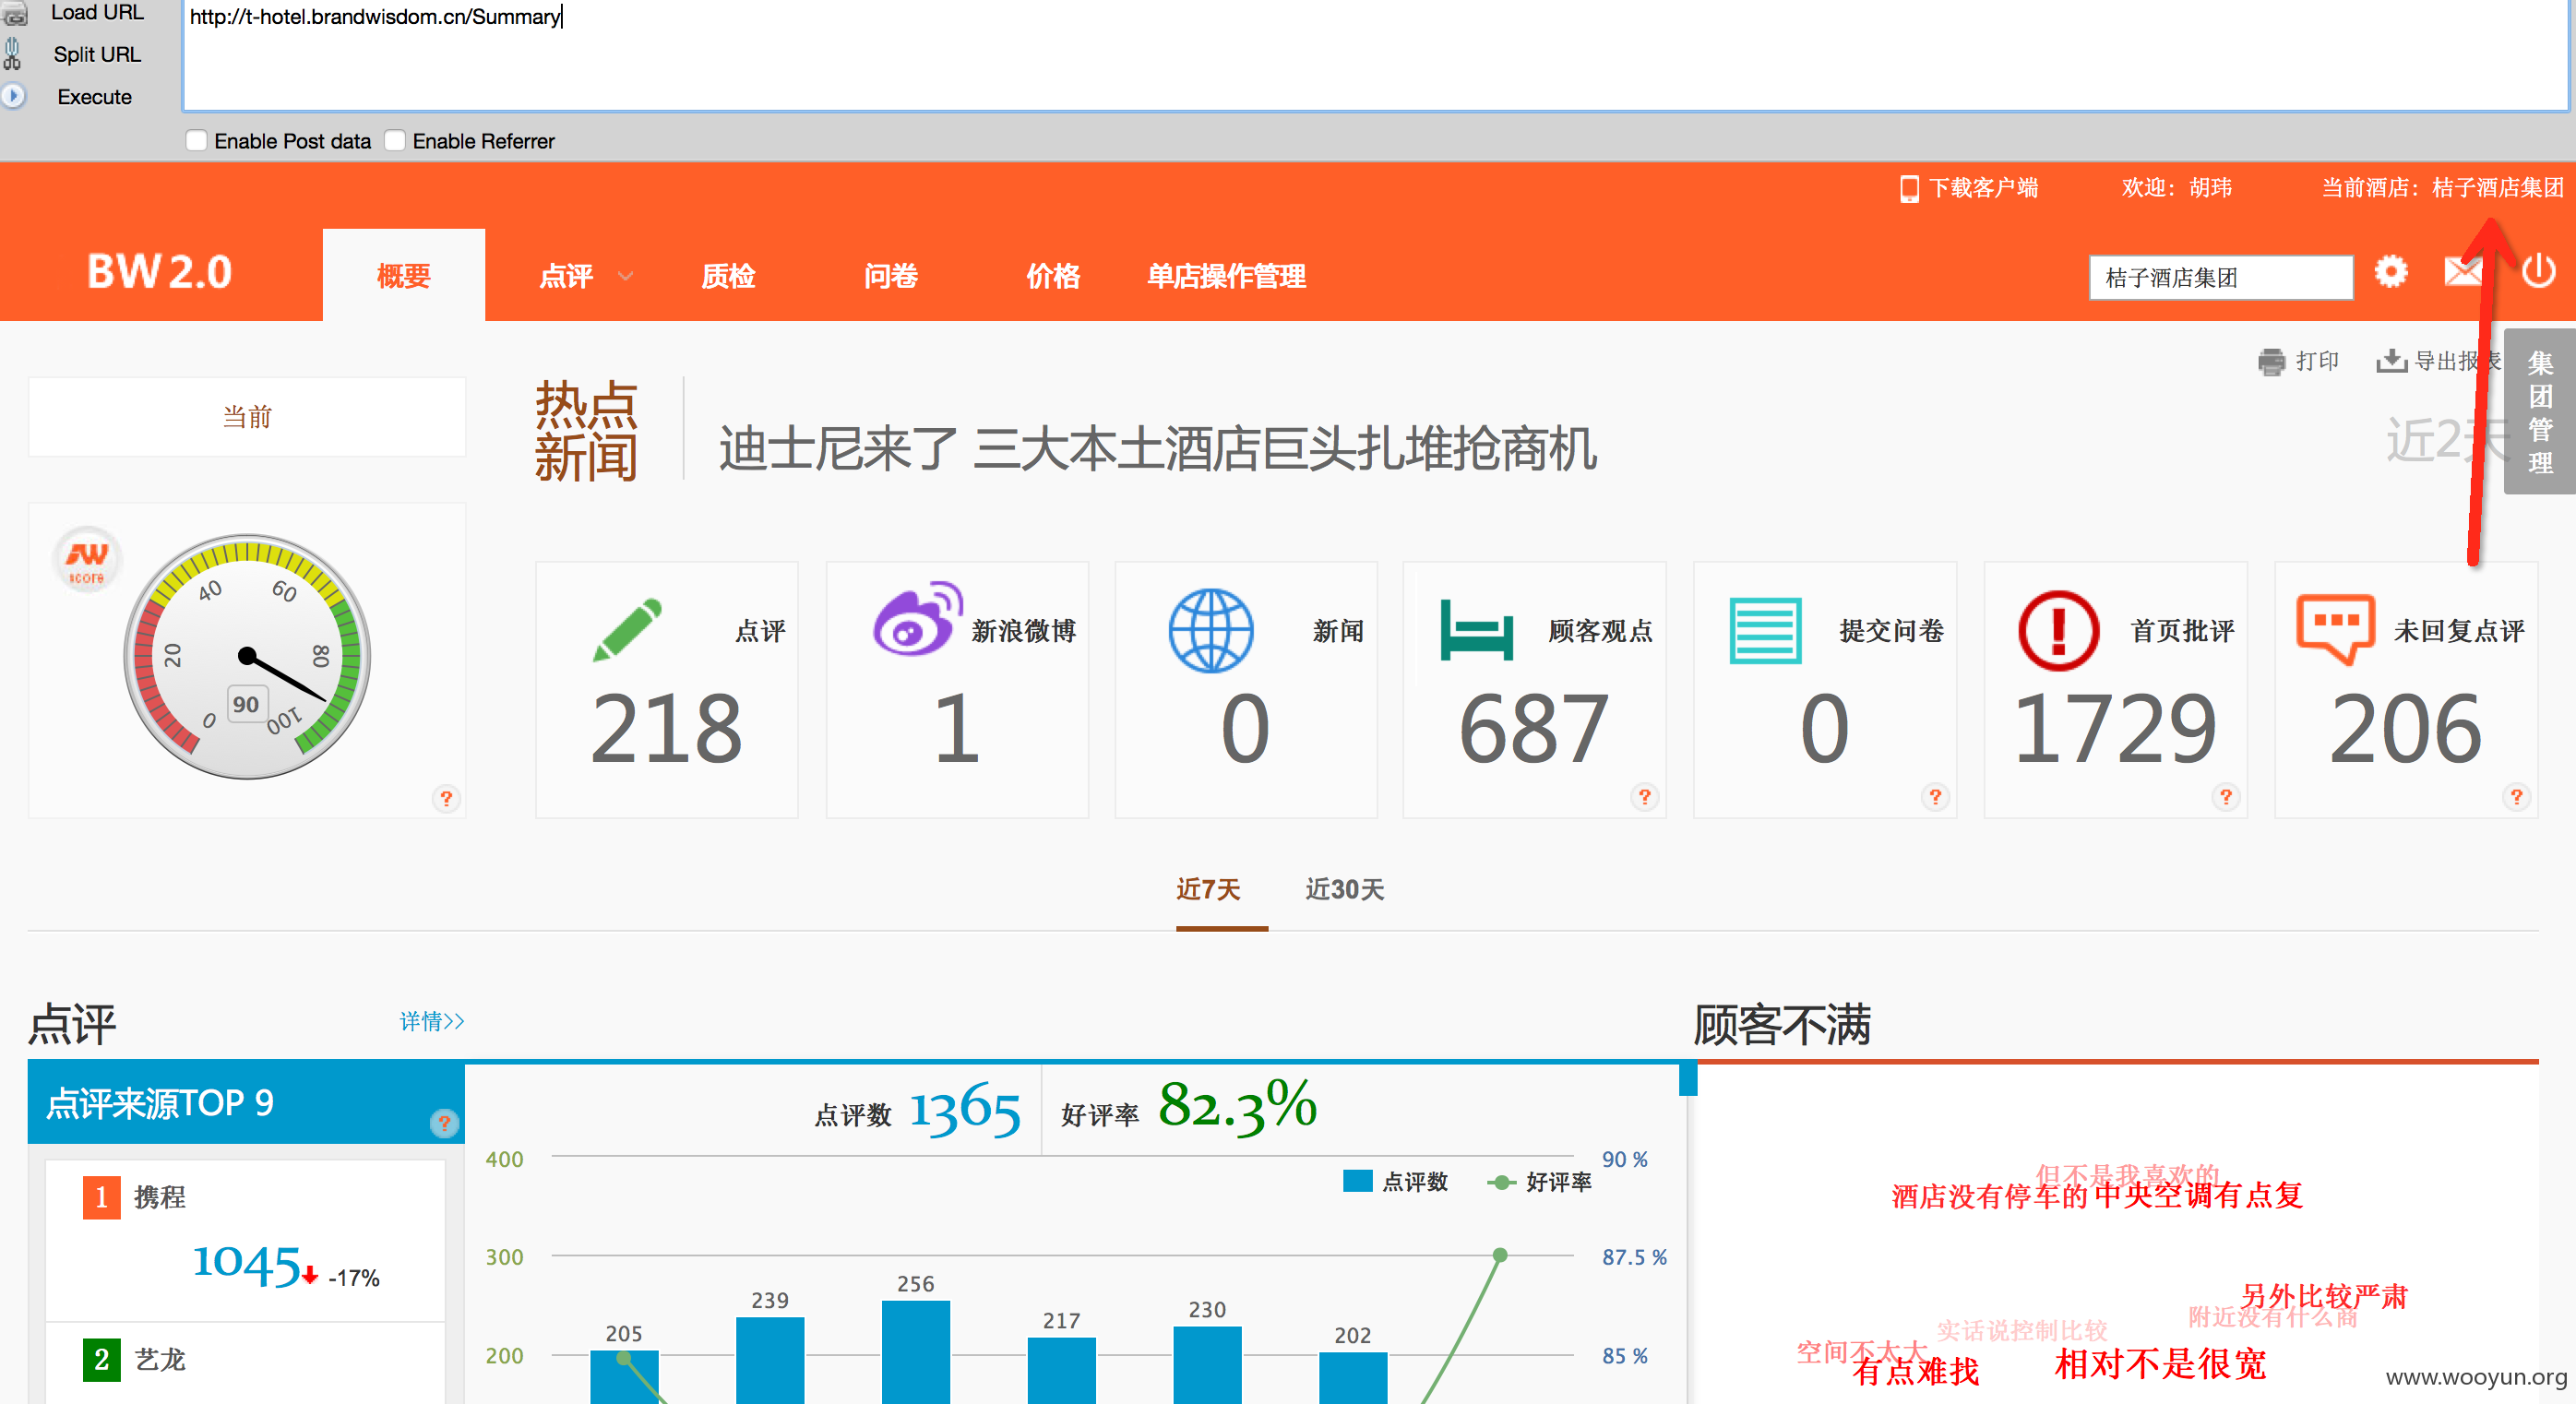 Load URL
http://t-hotel.brandwisdom.cn/Summary
Split URL
Execute
Enable Post data
Enable Referrer
下载客户端
欢迎：胡玮
当前酒店：桔子酒店集团
BW 2.0
概要
点评
质检
问卷
价格
单店操作管理
桔子酒店集团
打印
导出报表
集团管理
当前
热点
新闻
迪士尼来了 三大本土酒店巨头扎堆抢商机
近2天
score
0
20
40
60
80
100
90
点评
218
新浪微博
1
新闻
0
顾客观点
687
?
提交问卷
0
?
首页批评
1729
?
未回复点评
206
?
?
近7天
近30天
点评
详情>>
顾客不满
点评来源TOP 9
?
点评数 1365
好评率 82.3%
1 携程
1045 -17%
2 艺龙
400
300
200
90 %
87.5 %
85 %
点评数
好评率
205
239
256
217
230
202
但不是我喜欢的
酒店没有停车的
中央空调有点复
另外比较严肃
附近没有什么商
实话说控制比较
空间不太大
有点难找
相对不是很宽
www.wooyun.org